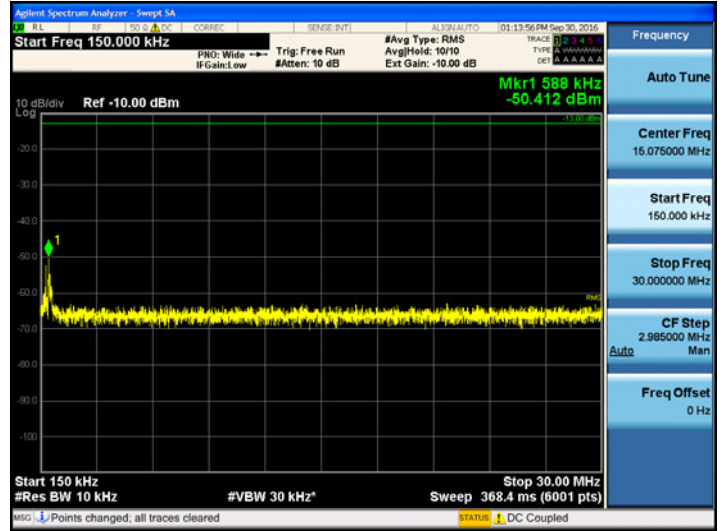 Agilent Spectrum Analyzer - Swept SA
RL RF 50 Ω DC CORREC SENSE:INT ALIGN AUTO 01:13:56 PM Sep 30, 2016
Start Freq 150.000 kHz
PNO: Wide
IFGain:Low
Trig: Free Run
#Atten: 10 dB
#Avg Type: RMS
Avg|Hold: 10/10
Ext Gain: -10.00 dB
TRACE 1 2 3 4 5 6
TYPE A WWWWW
DET A A A A A A
Mkr1 588 kHz
-50.412 dBm
10 dB/div Ref -10.00 dBm
Log
-13.00 dBm
-20.0
-30.0
-40.0
1
-50.0
-60.0
RMS
-70.0
-80.0
-90.0
-100
Start 150 kHz Stop 30.00 MHz
#Res BW 10 kHz #VBW 30 kHz* Sweep 368.4 ms (6001 pts)
MSG Points changed; all traces cleared STATUS DC Coupled
Frequency
Auto Tune
Center Freq
15.075000 MHz
Start Freq
150.000 kHz
Stop Freq
30.000000 MHz
CF Step
2.985000 MHz
Auto Man
Freq Offset
0 Hz